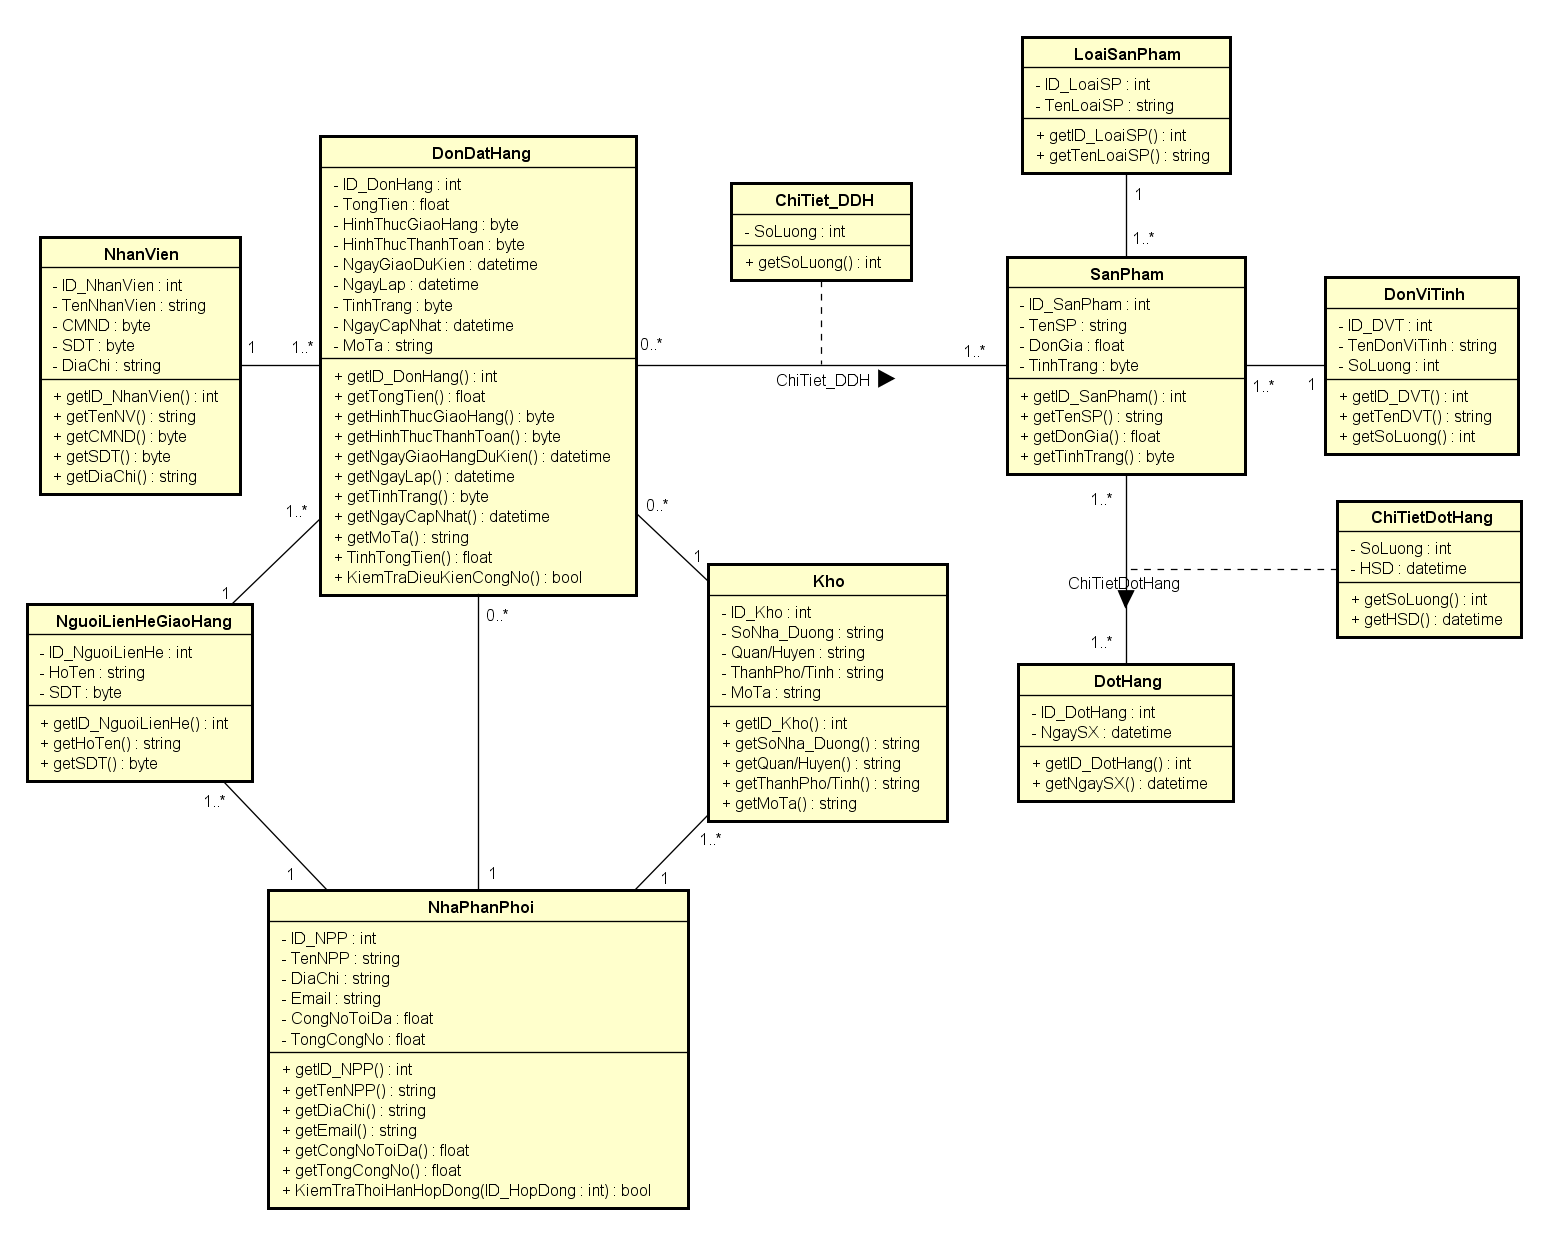 LoaiSanPham
- ID_LoaiSP : int
- TenLoaiSP : string
+ getID_LoaiSP() : int
+ getTenLoaiSP() : string
1
1..*
DonDatHang
- ID_DonHang : int
- TongTien : float
- HinhThucGiaoHang : byte
- HinhThucThanhToan : byte
- NgayGiaoDuKien : datetime
- NgayLap : datetime
- TinhTrang : byte
- NgayCapNhat : datetime
- MoTa : string
+ getID_DonHang() : int
+ getTongTien() : float
+ getHinhThucGiaoHang() : byte
+ getHinhThucThanhToan() : byte
+ getNgayGiaoHangDuKien() : datetime
+ getNgayLap() : datetime
+ getTinhTrang() : byte
+ getNgayCapNhat() : datetime
+ getMoTa() : string
+ TinhTongTien() : float
+ KiemTraDieuKienCongNo() : bool
ChiTiet_DDH
- SoLuong : int
+ getSoLuong() : int
NhanVien
- ID_NhanVien : int
- TenNhanVien : string
- CMND : byte
- SDT : byte
- DiaChi : string
+ getID_NhanVien() : int
+ getTenNV() : string
+ getCMND() : byte
+ getSDT() : byte
+ getDiaChi() : string
1
1..*
0..*
1..*
ChiTiet_DDH
SanPham
- ID_SanPham : int
- TenSP : string
- DonGia : float
- TinhTrang : byte
+ getID_SanPham() : int
+ getTenSP() : string
+ getDonGia() : float
+ getTinhTrang() : byte
1..*
1
DonViTinh
- ID_DVT : int
- TenDonViTinh : string
- SoLuong : int
+ getID_DVT() : int
+ getTenDVT() : string
+ getSoLuong() : int
1..*
1
0..*
1
0..*
1
1..*
ChiTietDotHang
1..*
ChiTietDotHang
- SoLuong : int
- HSD : datetime
+ getSoLuong() : int
+ getHSD() : datetime
NguoiLienHeGiaoHang
- ID_NguoiLienHe : int
- HoTen : string
- SDT : byte
+ getID_NguoiLienHe() : int
+ getHoTen() : string
+ getSDT() : byte
1..*
1
Kho
- ID_Kho : int
- SoNha_Duong : string
- Quan/Huyen : string
- ThanhPho/Tinh : string
- MoTa : string
+ getID_Kho() : int
+ getSoNha_Duong() : string
+ getQuan/Huyen() : string
+ getThanhPho/Tinh() : string
+ getMoTa() : string
1..*
1
DotHang
- ID_DotHang : int
- NgaySX : datetime
+ getID_DotHang() : int
+ getNgaySX() : datetime
NhaPhanPhoi
- ID_NPP : int
- TenNPP : string
- DiaChi : string
- Email : string
- CongNoToiDa : float
- TongCongNo : float
+ getID_NPP() : int
+ getTenNPP() : string
+ getDiaChi() : string
+ getEmail() : string
+ getCongNoToiDa() : float
+ getTongCongNo() : float
+ KiemTraThoiHanHopDong(ID_HopDong : int) : bool